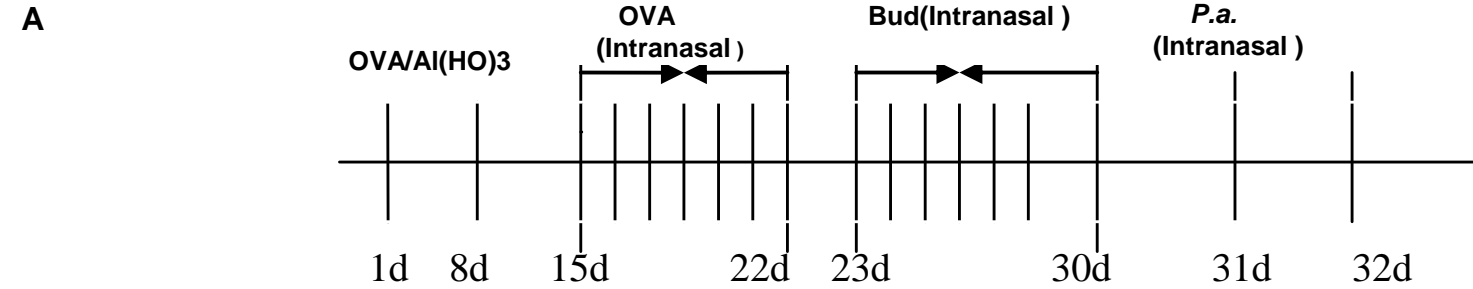 A
OVA/Al(HO)3
OVA
(Intranasal )
Bud(Intranasal )
P.a.
(Intranasal )
1d 8d 15d 22d 23d 30d 31d 32d